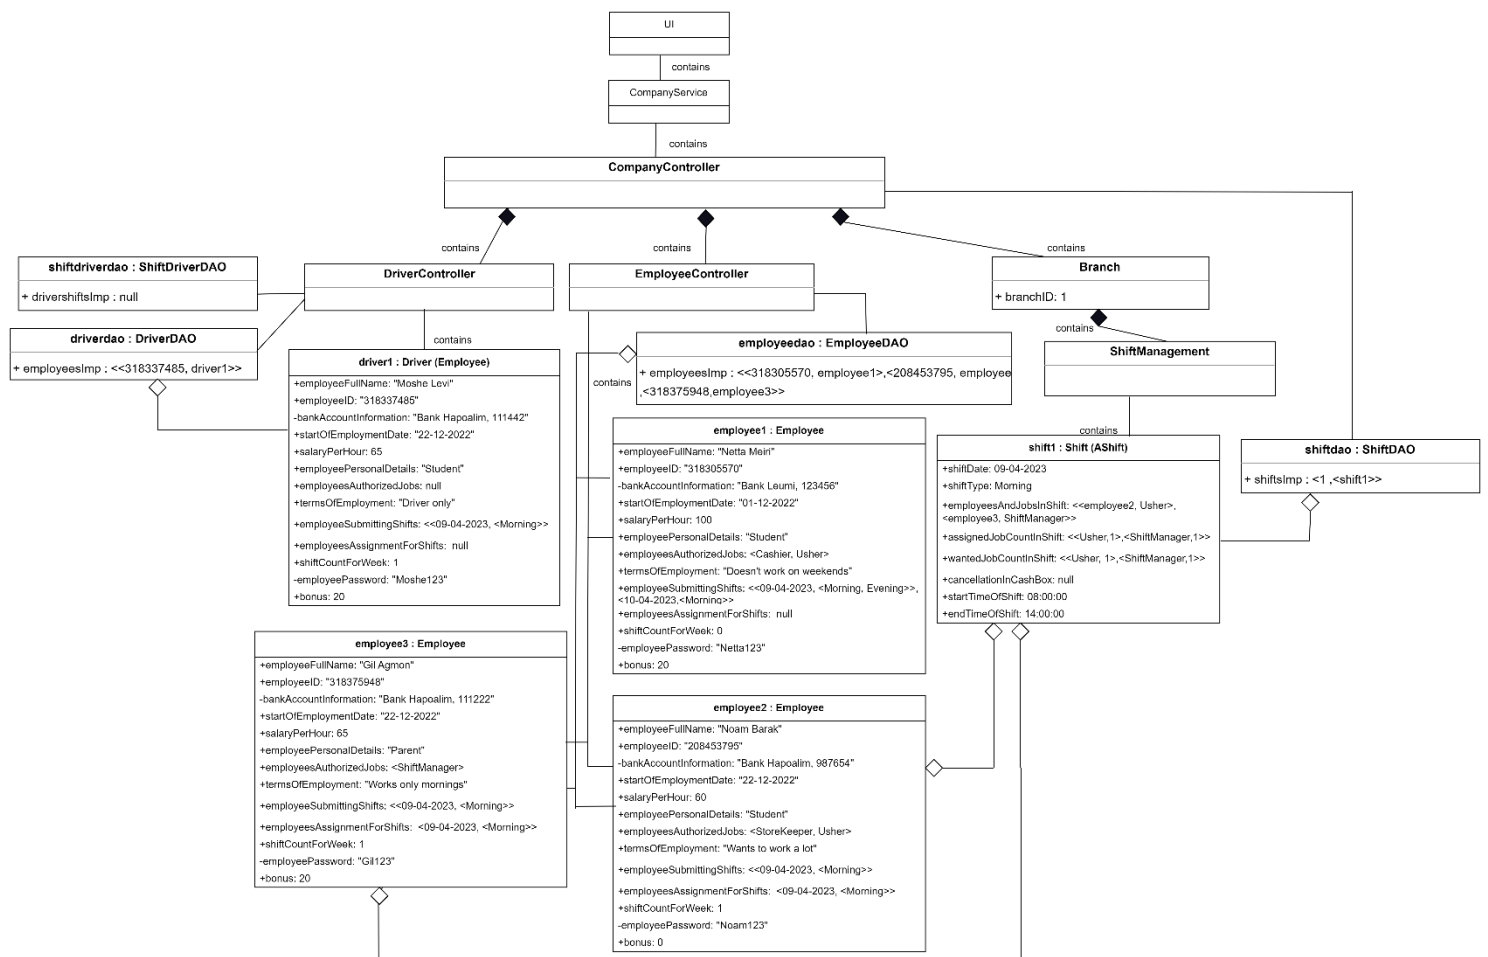 UI
contains
CompanyService
contains
CompanyController
contains
contains
contains
shiftdriverdao : ShiftDriverDAO
+ drivershiftsImp : null
DriverController
EmployeeController
Branch
+ branchID: 1
driverdao : DriverDAO
+ employeesImp : <<318337485, driver1>>
contains
contains
contains
employeedao : EmployeeDAO
+ employeesImp : <<318305570, employee1>,<208453795, employee
,<318375948,employee3>>
ShiftManagement
contains
driver1 : Driver (Employee)
+employeeFullName: "Moshe Levi"
+employeeID: "318337485"
-bankAccountInformation: "Bank Hapoalim, 111442"
+startOfEmploymentDate: "22-12-2022"
+salaryPerHour: 65
+employeePersonalDetails: "Student"
+employeesAuthorizedJobs: null
+termsOfEmployment: "Driver only"
+employeeSubmittingShifts: <<09-04-2023, <Morning>>
+employeesAssignmentForShifts:  null
+shiftCountForWeek: 1
-employeePassword: "Moshe123"
+bonus: 20
employee1 : Employee
+employeeFullName: "Netta Meiri"
+employeeID: "318305570"
-bankAccountInformation: "Bank Leumi, 123456"
+startOfEmploymentDate: "01-12-2022"
+salaryPerHour: 100
+employeePersonalDetails: "Student"
+employeesAuthorizedJobs: <Cashier, Usher>
+termsOfEmployment: "Doesn't work on weekends"
+employeeSubmittingShifts: <<09-04-2023, <Morning, Evening>>,
<10-04-2023,<Morning>>
+employeesAssignmentForShifts:  null
+shiftCountForWeek: 0
-employeePassword: "Netta123"
+bonus: 20
shift1 : Shift (AShift)
+shiftDate: 09-04-2023
+shiftType: Morning
+employeesAndJobsInShift: <<employee2, Usher>,
<employee3, ShiftManager>>
+assignedJobCountInShift: <<Usher,1>,<ShiftManager,1>>
+wantedJobCountInShift: <<Usher, 1>,<ShiftManager,1>>
+cancellationInCashBox: null
+startTimeOfShift: 08:00:00
+endTimeOfShift: 14:00:00
shiftdao : ShiftDAO
+ shiftsImp : <1 ,<shift1>>
employee3 : Employee
+employeeFullName: "Gil Agmon"
+employeeID: "318375948"
-bankAccountInformation: "Bank Hapoalim, 111222"
+startOfEmploymentDate: "22-12-2022"
+salaryPerHour: 65
+employeePersonalDetails: "Parent"
+employeesAuthorizedJobs: <ShiftManager>
+termsOfEmployment: "Works only mornings"
+employeeSubmittingShifts: <<09-04-2023, <Morning>>
+employeesAssignmentForShifts:  <09-04-2023, <Morning>>
+shiftCountForWeek: 1
-employeePassword: "Gil123"
+bonus: 20
employee2 : Employee
+employeeFullName: "Noam Barak"
+employeeID: "208453795"
-bankAccountInformation: "Bank Hapoalim, 987654"
+startOfEmploymentDate: "22-12-2022"
+salaryPerHour: 60
+employeePersonalDetails: "Student"
+employeesAuthorizedJobs: <StoreKeeper, Usher>
+termsOfEmployment: "Wants to work a lot"
+employeeSubmittingShifts: <<09-04-2023, <Morning>>
+employeesAssignmentForShifts:  <09-04-2023, <Morning>>
+shiftCountForWeek: 1
-employeePassword: "Noam123"
+bonus: 0